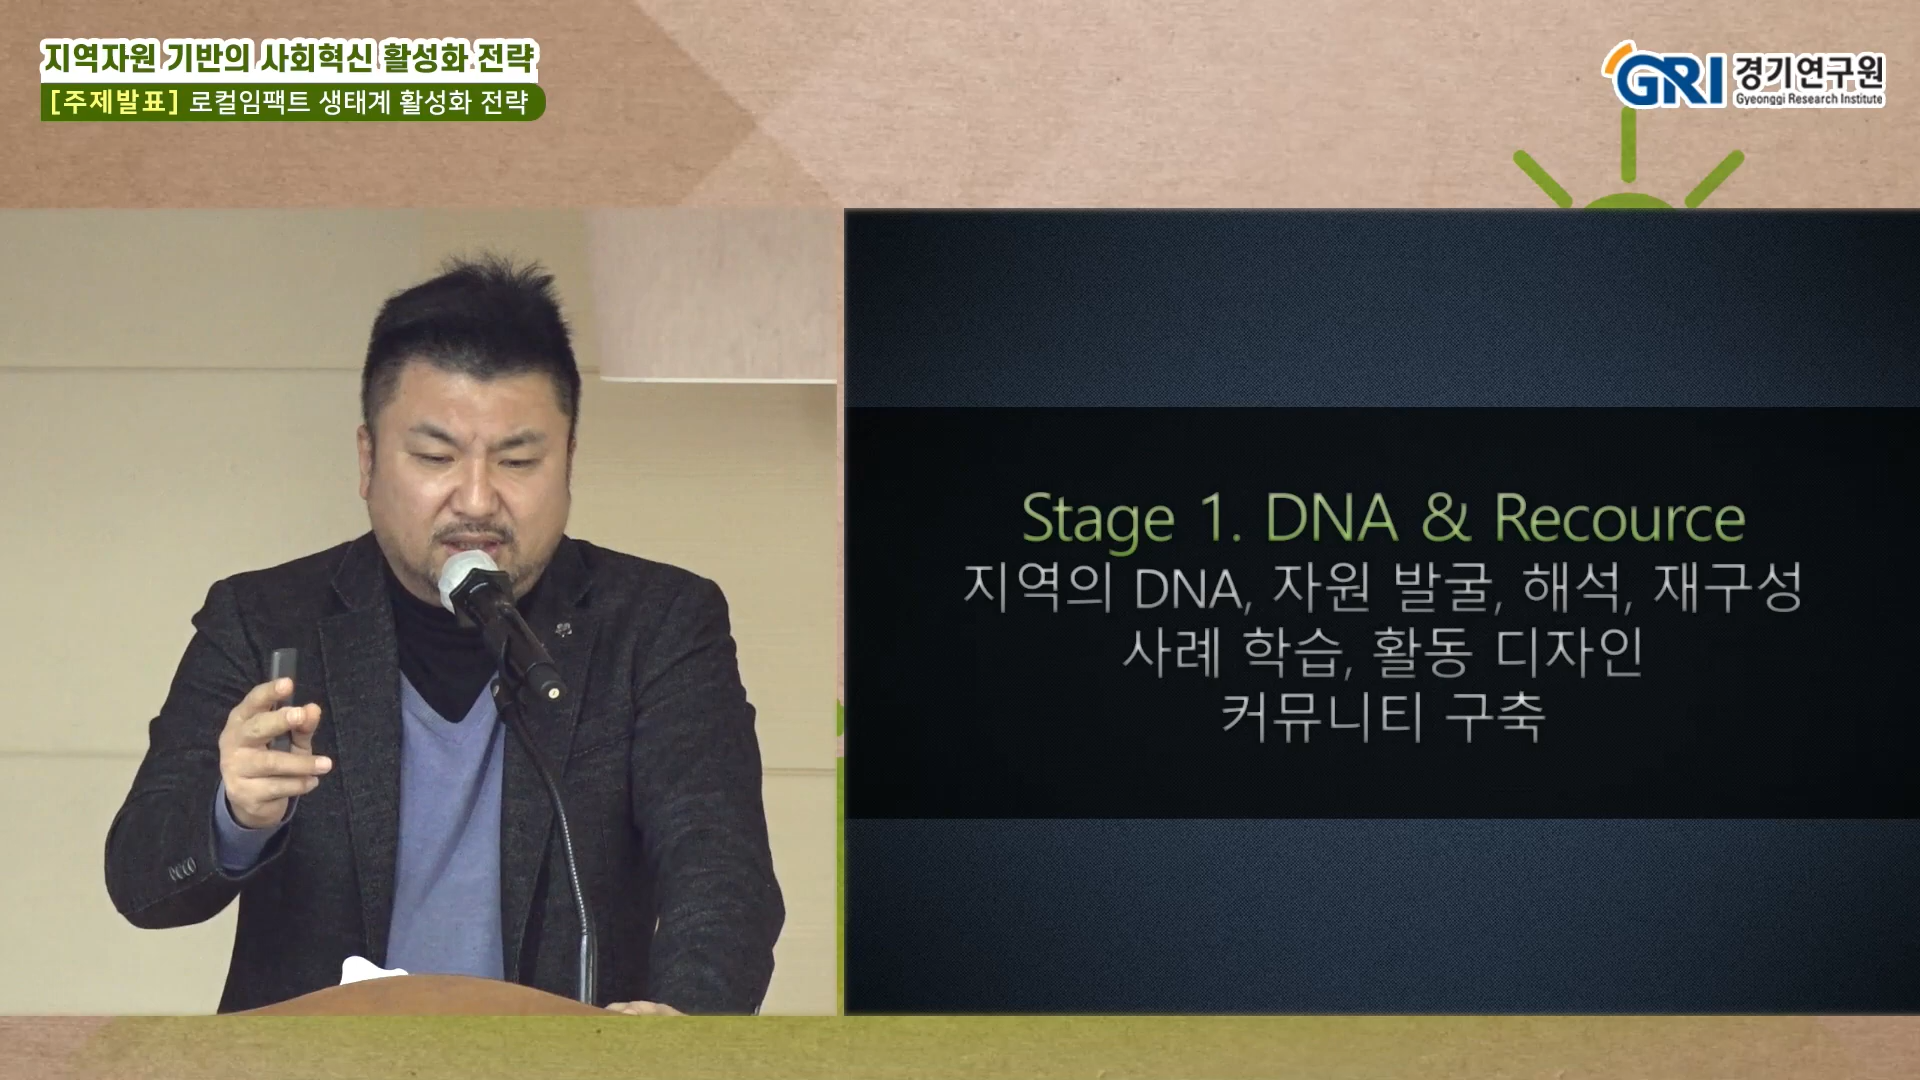 지역자원 기반의 사회혁신 활성화 전략
[주제발표] 로컬임팩트 생태계 활성화 전략
GRI 경기연구원
Gyeonggi Research Institute
Stage 1. DNA & Recource
지역의 DNA, 자원 발굴, 해석, 재구성
사례 학습, 활동 디자인
커뮤니티 구축